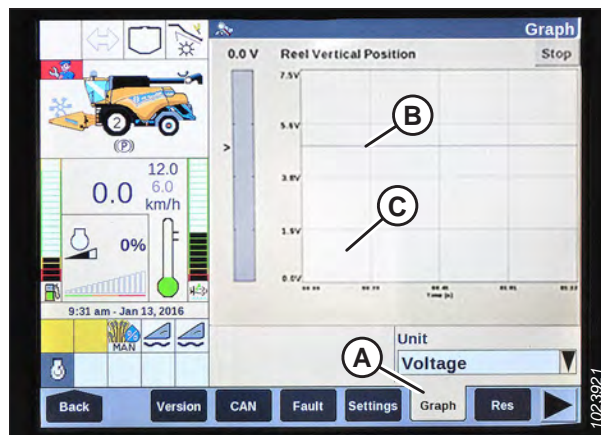 Graph
0.0 V
Reel Vertical Position
Stop
7.5V
5.6V
3.8V
1.9V
0.0V
V
B
C
Time [s]
2
(P)
12.0
6.0
0.0
km/h
0%
9:31 am - Jan 13, 2016
MAN
Unit
A
Voltage
Back
Version
CAN
Fault
Settings
Graph
Res
1023921